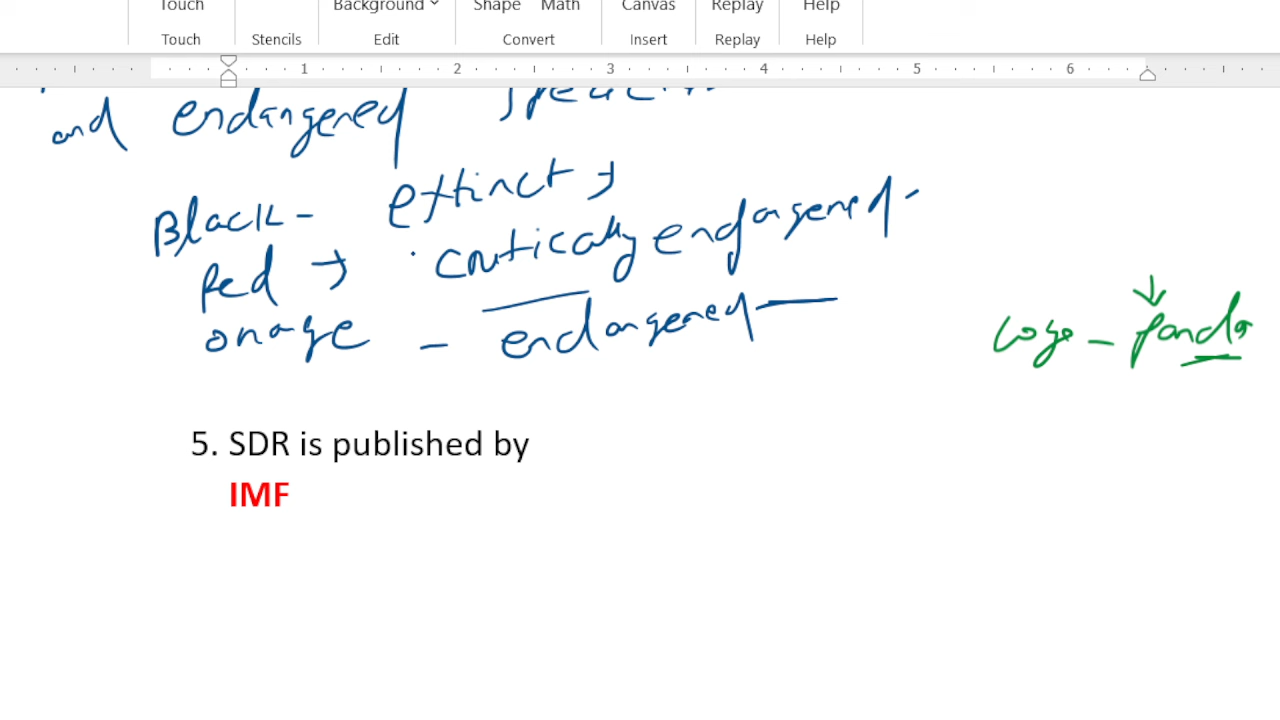 Touch Background Shape Math Canvas Replay Help
Touch Stencils Edit Convert Insert Replay Help
1 2 3 4 5 6
and endangered
Black - extinct →
Red → critically endangered -
orange - endangered
Logo - panda
5. SDR is published by
IMF